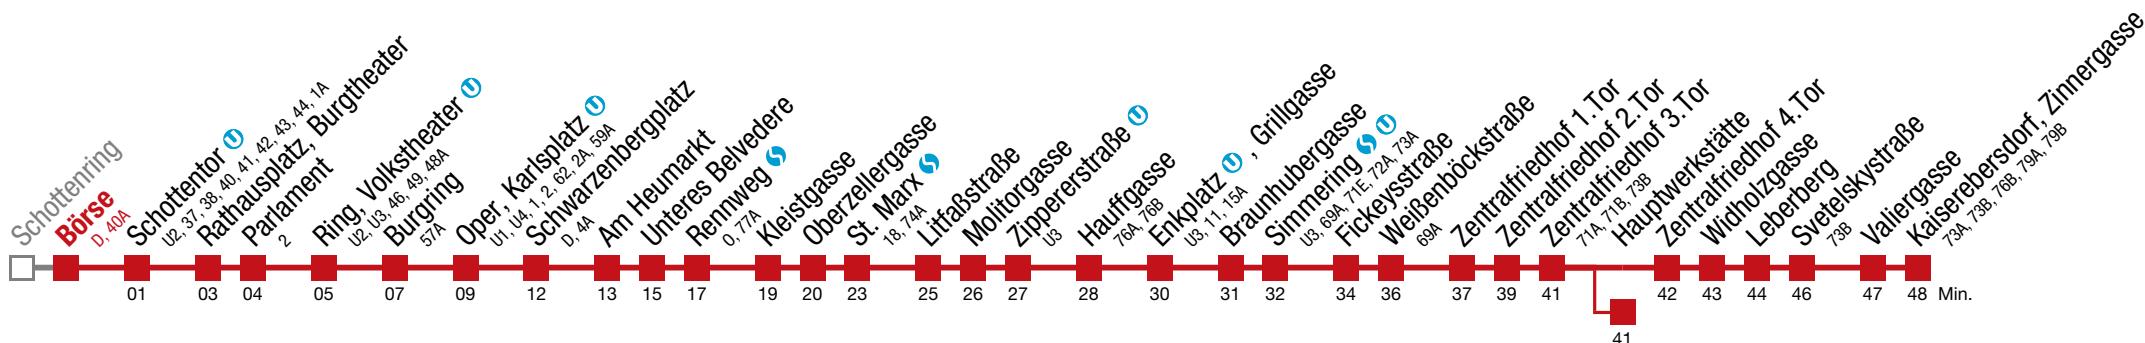 Schottenring
Börse
D, 40A
Schottentor U
U2, 37, 38, 40, 41, 42, 43, 44, 1A
Rathausplatz, Burgtheater
Parlament
2
Ring, Volkstheater U
U2, U3, 46, 49, 48A
Burgring
57A
Oper, Karlsplatz U
U1, U4, 1, 2, 62, 2A, 59A
Schwarzenbergplatz
D, 4A
Am Heumarkt
Unteres Belvedere
Rennweg
O, 77A
Kleistgasse
Oberzellergasse
St. Marx
18, 74A
Litfaßstraße
Molitorgasse
Zippererstraße U
U3
Hauffgasse
76A, 76B
Enkplatz U , Grillgasse
U3, 11, 15A
Braunhubergasse
Simmering U
U3, 69A, 71E, 72A, 73A
Fickeysstraße
Weißenböckstraße
69A
Zentralfriedhof 1.Tor
Zentralfriedhof 2.Tor
Zentralfriedhof 3.Tor
71A, 71B, 73B
Hauptwerkstätte
Zentralfriedhof 4.Tor
Widholzgasse
Leberberg
Svetelskystraße
73B
Valiergasse
Kaiserebersdorf, Zinnergasse
73A, 73B, 76B, 79A, 79B
01 03 04 05 07 09 12 13 15 17 19 20 23 25 26 27 28 30 31 32 34 36 37 39 41 42 43 44 46 47 48 Min.
41